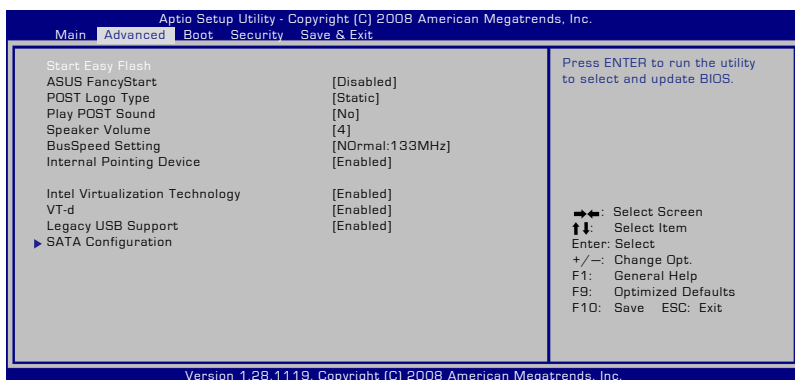 Aptio Setup Utility - Copyright (C) 2008 American Megatrends, Inc.
Main Advanced Boot Security Save & Exit
Start Easy Flash
ASUS FancyStart [Disabled]
POST Logo Type [Static]
Play POST Sound [No]
Speaker Volume [4]
BusSpeed Setting [NOrmal:133MHz]
Internal Pointing Device [Enabled]
Intel Virtualization Technology [Enabled]
VT-d [Enabled]
Legacy USB Support [Enabled]
SATA Configuration
Press ENTER to run the utility
to select and update BIOS.
→←: Select Screen
↑↓: Select Item
Enter: Select
+/—: Change Opt.
F1: General Help
F9: Optimized Defaults
F10: Save ESC: Exit
Version 1.28.1119. Copyright (C) 2008 American Megatrends, Inc.